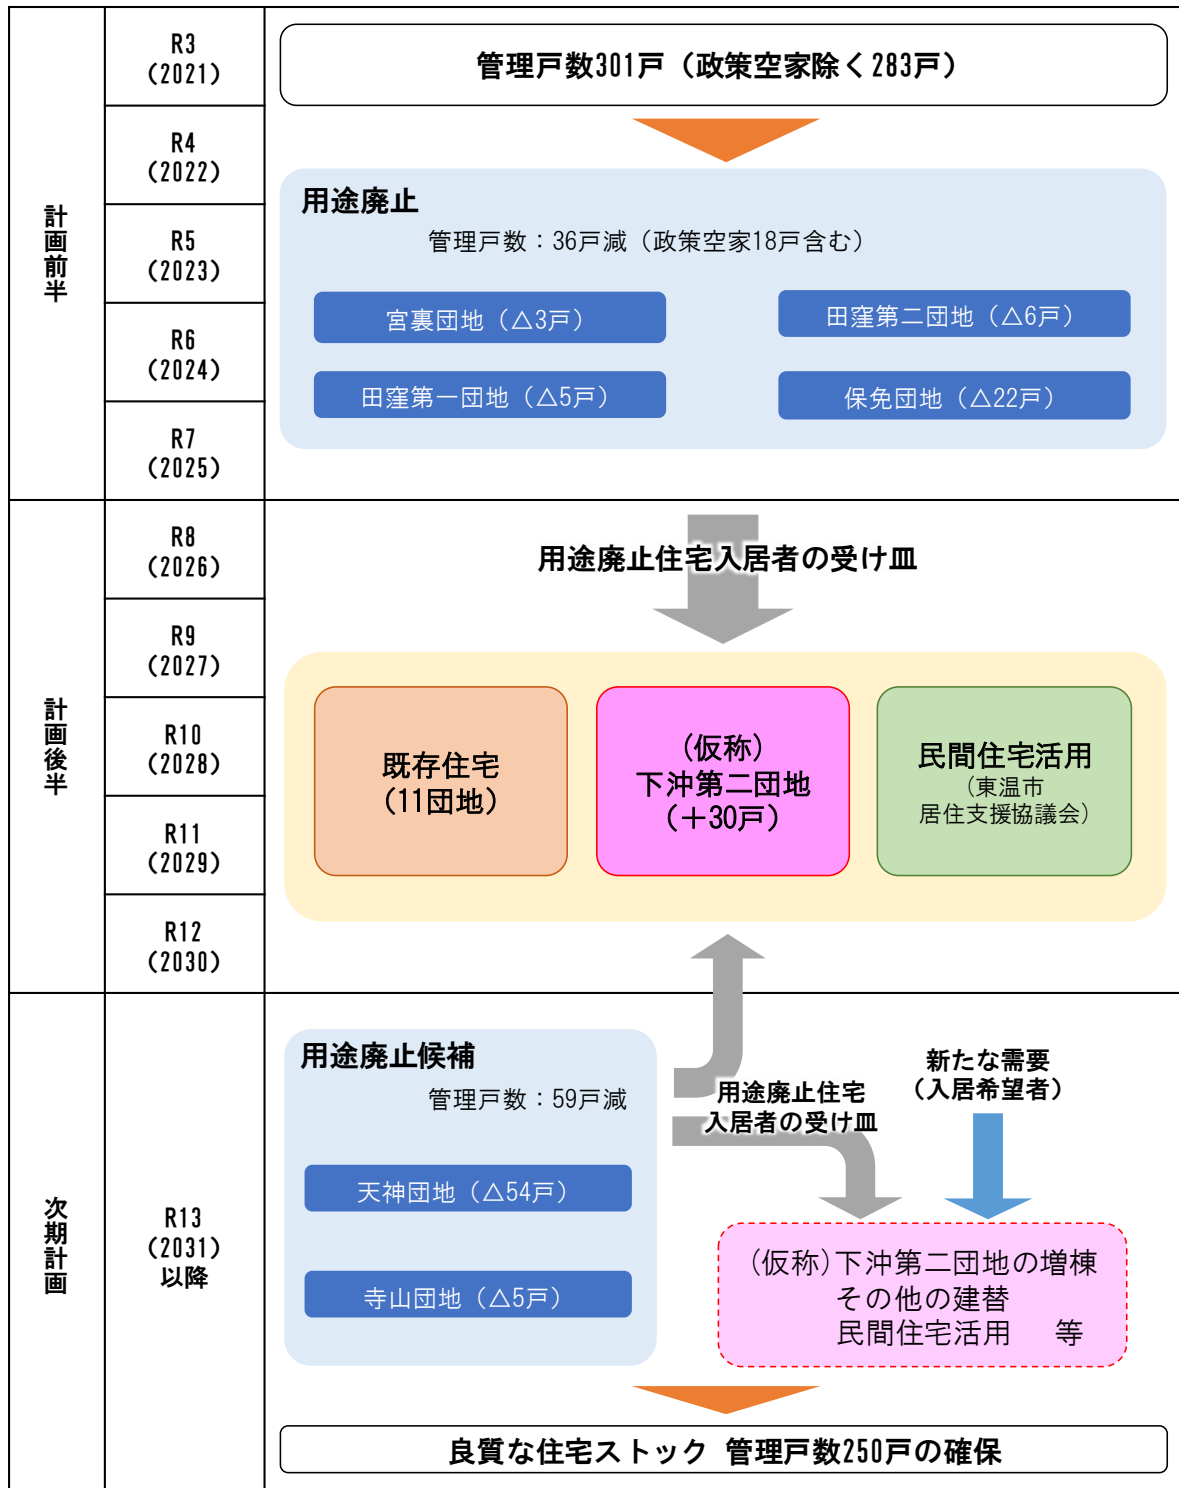 計画前半
R3
(2021)
管理戸数301戸（政策空家除く283戸）
R4
(2022)
R5
(2023)
R6
(2024)
R7
(2025)
用途廃止
管理戸数：36戸減（政策空家18戸含む）
宮裏団地（△3戸）
田窪第二団地（△6戸）
田窪第一団地（△5戸）
保免団地（△22戸）
計画後半
R8
(2026)
R9
(2027)
R10
(2028)
R11
(2029)
R12
(2030)
用途廃止住宅入居者の受け皿
既存住宅
（11団地）
（仮称）
下沖第二団地
（＋30戸）
民間住宅活用
（東温市
居住支援協議会）
次期計画
R13
(2031)
以降
用途廃止候補
管理戸数：59戸減
天神団地（△54戸）
寺山団地（△5戸）
用途廃止住宅
入居者の受け皿
新たな需要
（入居希望者）
（仮称）下沖第二団地の増棟
その他の建替
民間住宅活用　等
良質な住宅ストック 管理戸数250戸の確保